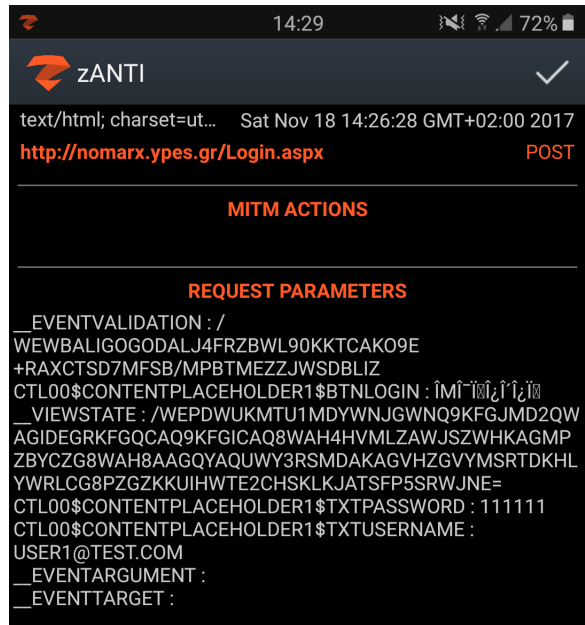 14:29 72%
zANTI
text/html; charset=ut... Sat Nov 18 14:26:28 GMT+02:00 2017
http://nomarx.ypes.gr/Login.aspx POST
MITM ACTIONS
REQUEST PARAMETERS
__EVENTVALIDATION : /
WEWBALIGOGODALJ4FRZBWL90KKTCAKO9E
+RAXCTSD7MFSB/MPBTMEZZJWSDBLIZ
CTL00$CONTENTPLACEHOLDER1$BTNLOGIN : ÎΜÎ¯Ï Î¿Î´Î¿Ï
__VIEWSTATE : /WEPDWUKMTU1MDYWNJGWNQ9KFGJMD2QW
AGIDEGRKFGQCAQ9KFGICAQ8WAH4HVMLZAWJSZWHKAGMP
ZBYCZG8WAH8AAGQYAQUWY3RSMDAKAGVHZGVYMSRTDKHL
YWRLCG8PZGZKKUIHWTE2CHSKLKJATSFP5SRWJNE=
CTL00$CONTENTPLACEHOLDER1$TXTPASSWORD : 111111
CTL00$CONTENTPLACEHOLDER1$TXTUSERNAME :
USER1@TEST.COM
__EVENTARGUMENT :
__EVENTTARGET :